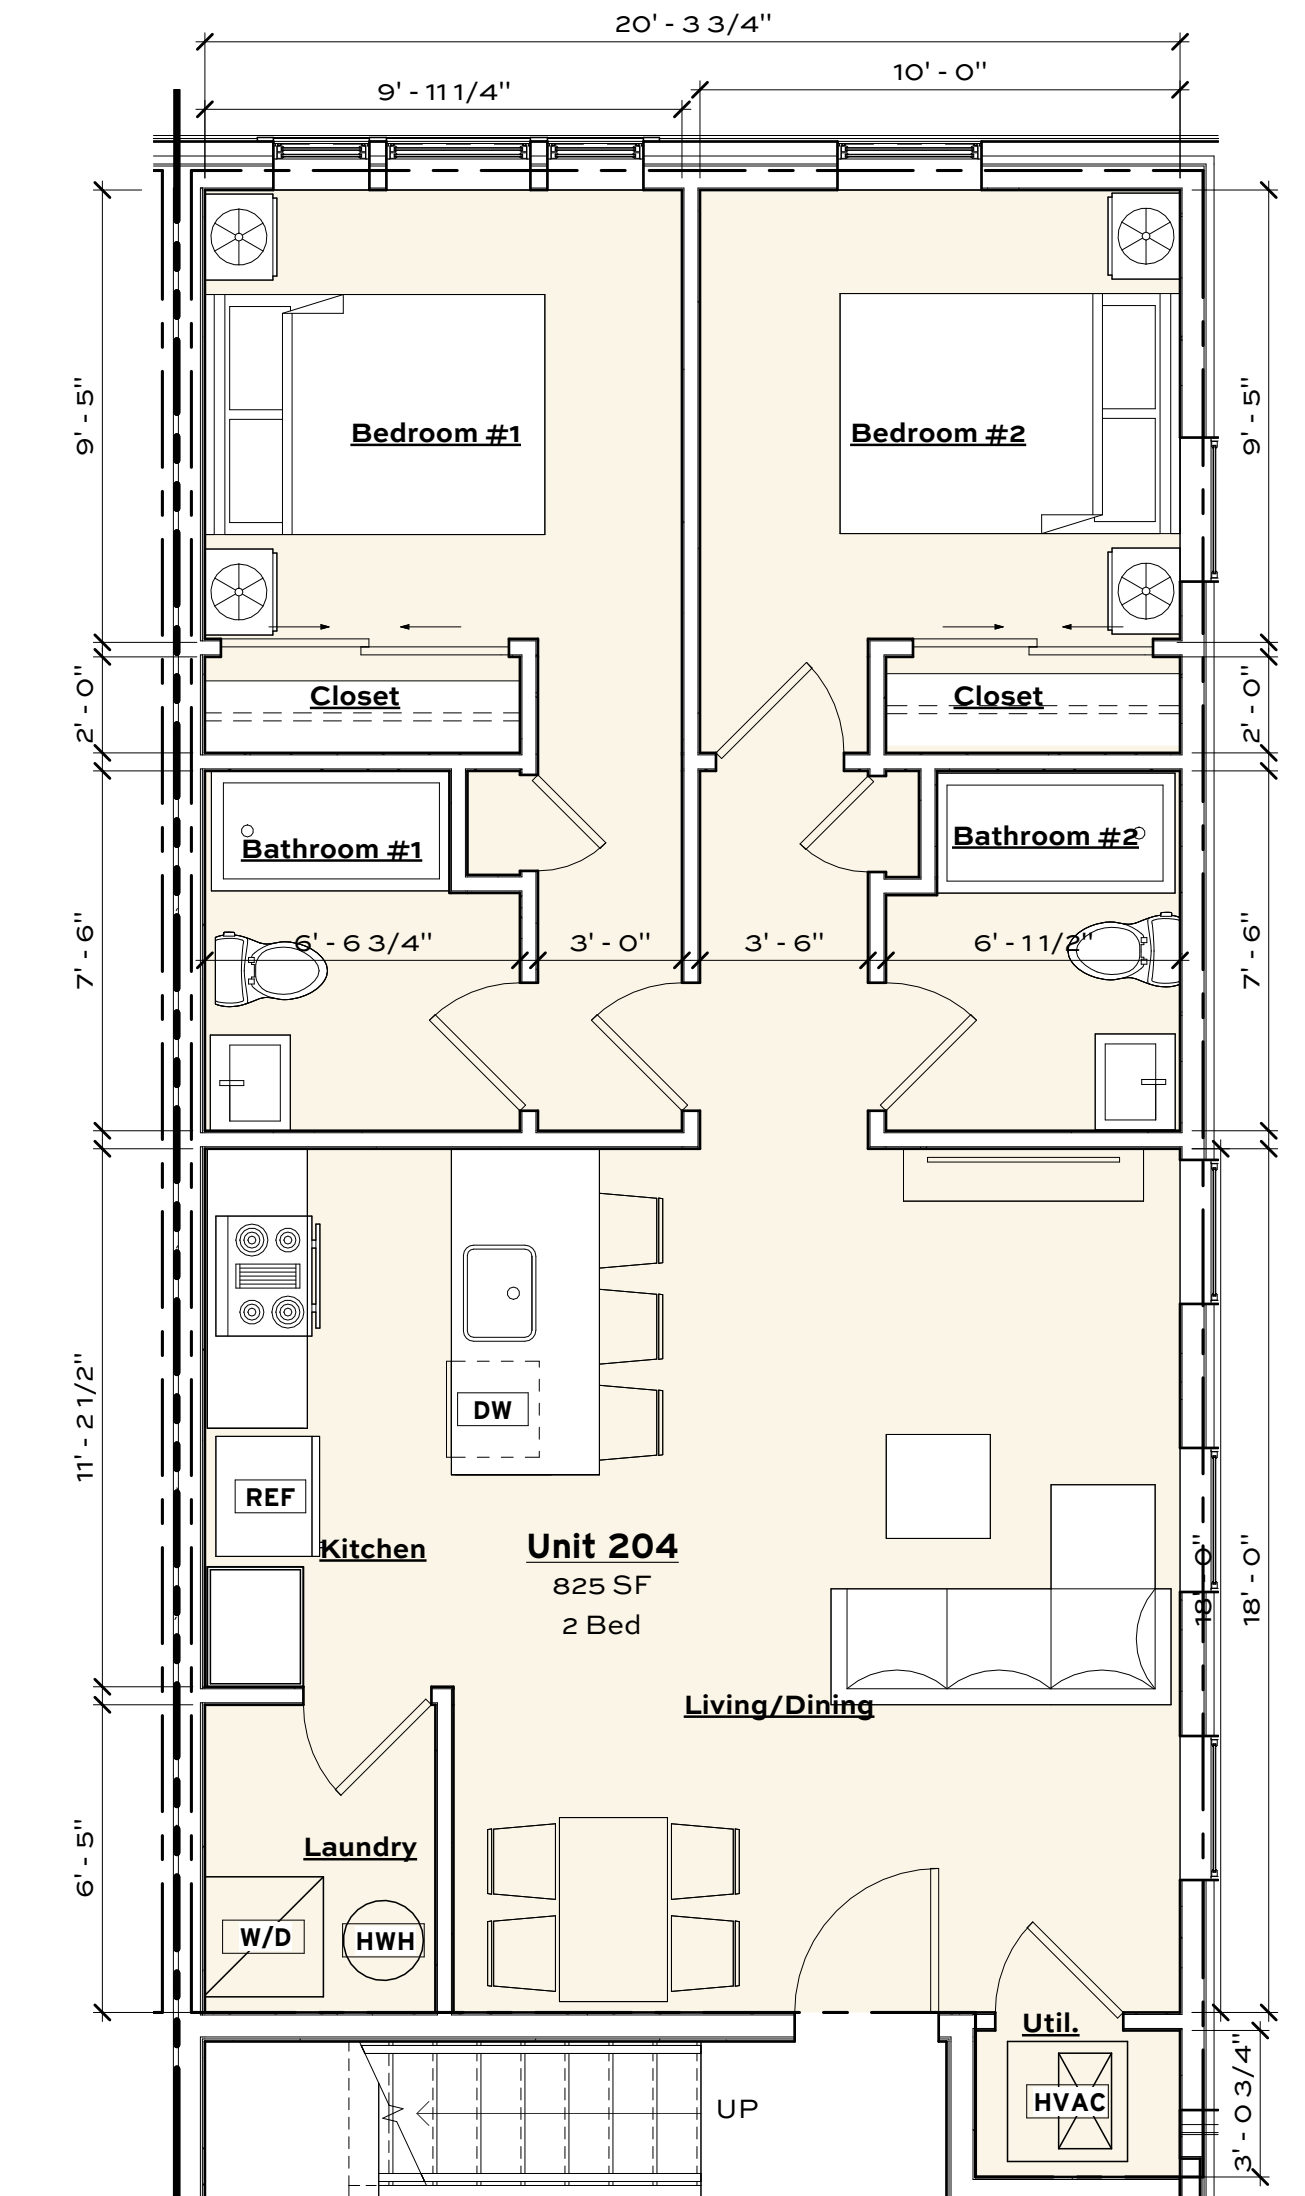 20' - 3 3/4"
10' - 0"
9' - 11 1/4"
9' - 5"
Bedroom #1
Bedroom #2
9' - 5"
2' - 0"
Closet
Closet
2' - 0"
Bathroom #1
Bathroom #2
7' - 6"
6' - 6 3/4"
3' - 0"
3' - 6"
6' - 1 1/2"
7' - 6"
11' - 2 1/2"
DW
REF
Kitchen
Unit 204
825 SF
2 Bed
18' - 0"
18' - 0"
Living/Dining
6' - 5"
Laundry
W/D
HWH
Util.
HVAC
3' - 0 3/4"
UP